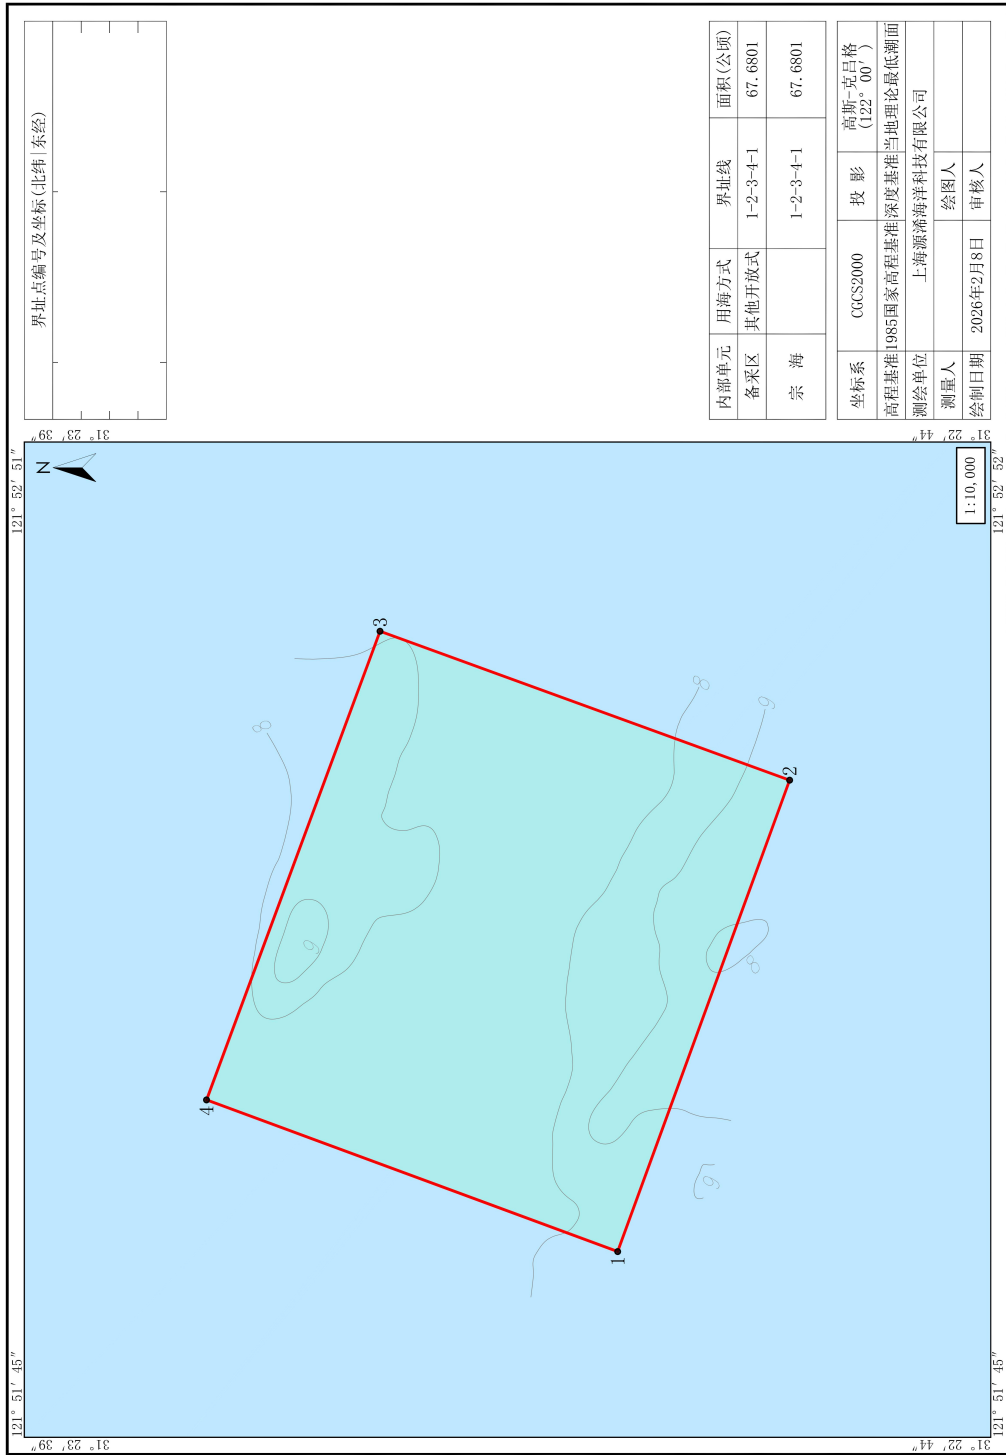 界址点编号及坐标(北纬|东经)
内部单元 用海方式 界址线 面积(公顷)
备采区 其他开放式 1-2-3-4-1 67.6801
宗 海 1-2-3-4-1 67.6801
坐标系 CGCS2000 投 影 高斯-克吕格
(122° 00′ )
高程基准 1985国家高程基准 深度基准 当地理论最低潮面
测绘单位 上海源浠海洋科技有限公司
测量人 绘图人
绘制日期 2026年2月8日 审核人
121° 51′ 45″
121° 52′ 51″
31° 23′ 39″
31° 23′ 39″
N
4
3
8
9
1
2
8
9
8
9
1:10,000
31° 22′ 44″
31° 22′ 44″
121° 51′ 45″
121° 52′ 52″